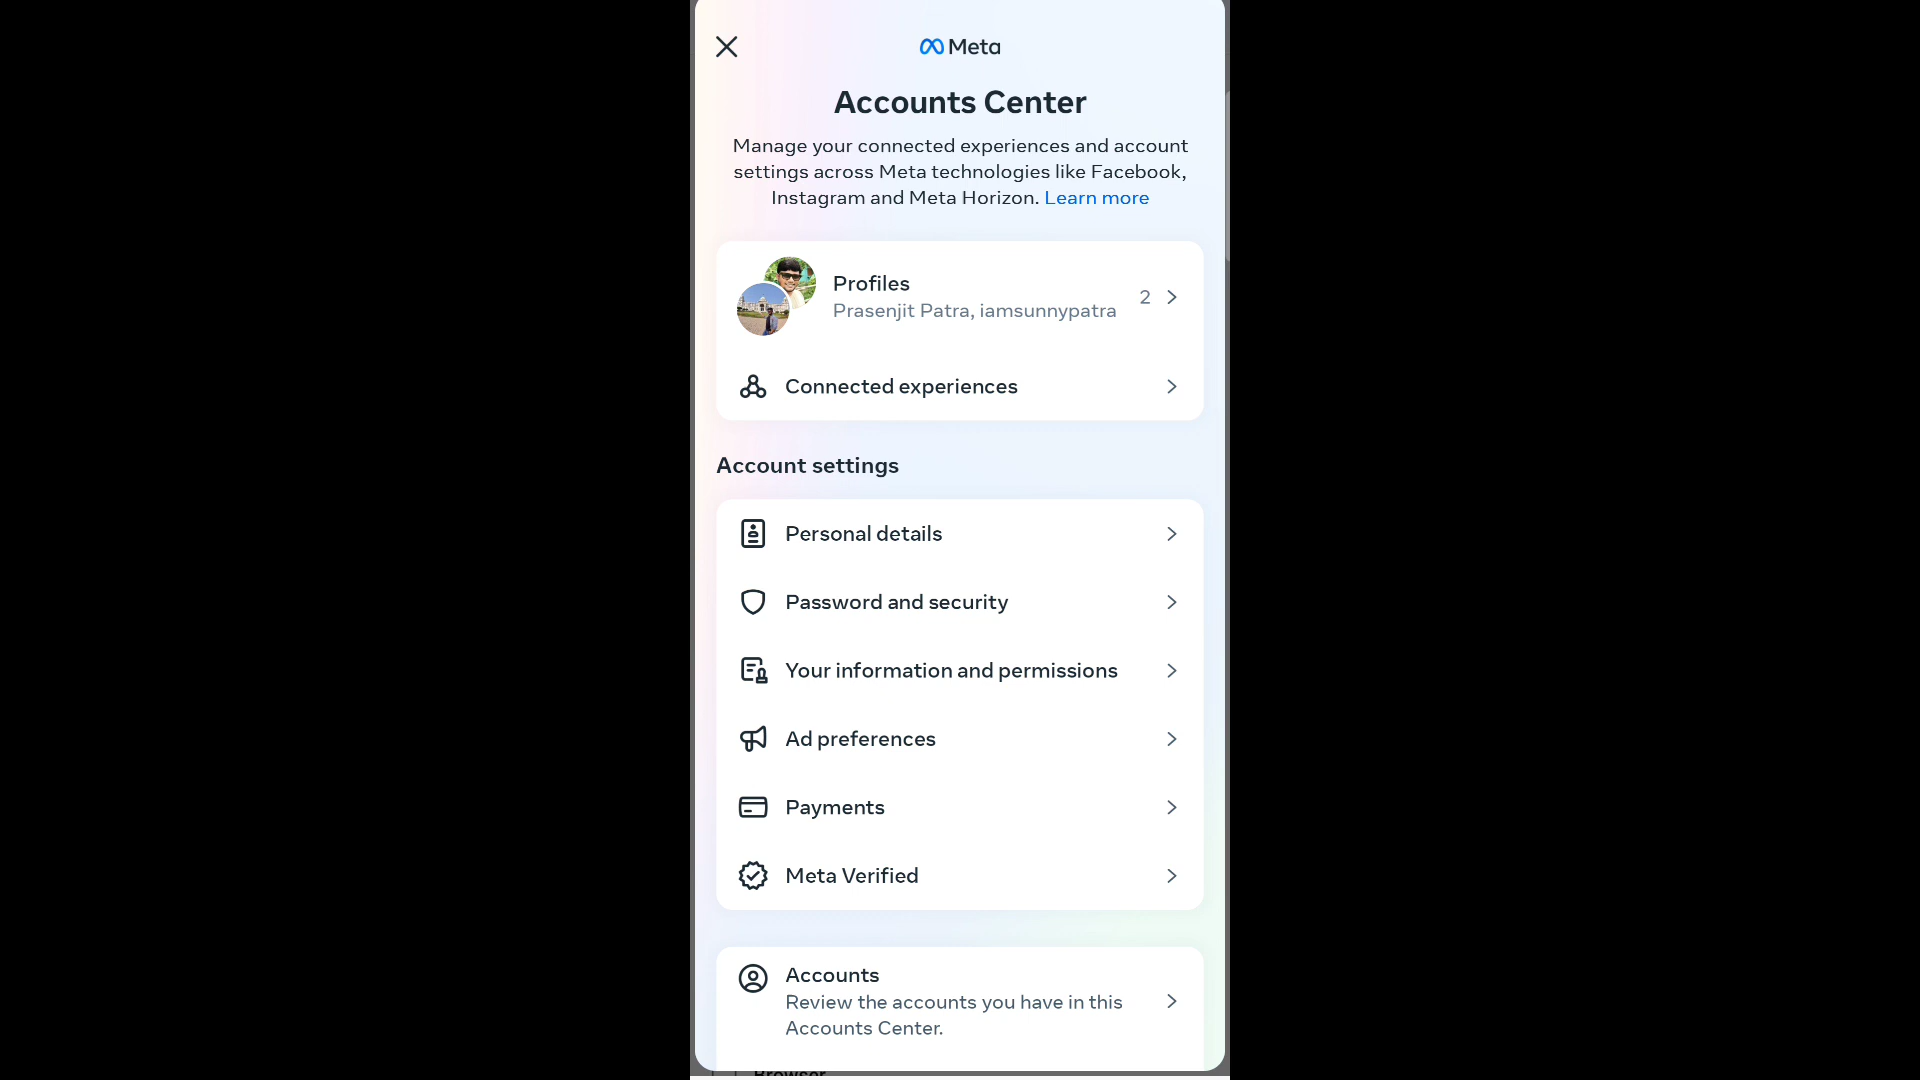 Meta
Accounts Center
Manage your connected experiences and account
settings across Meta technologies like Facebook,
Instagram and Meta Horizon. Learn more
Profiles
Prasenjit Patra, iamsunnypatra
2
Connected experiences
Account settings
Personal details
Password and security
Your information and permissions
Ad preferences
Payments
Meta Verified
Accounts
Review the accounts you have in this
Accounts Center.
Browser